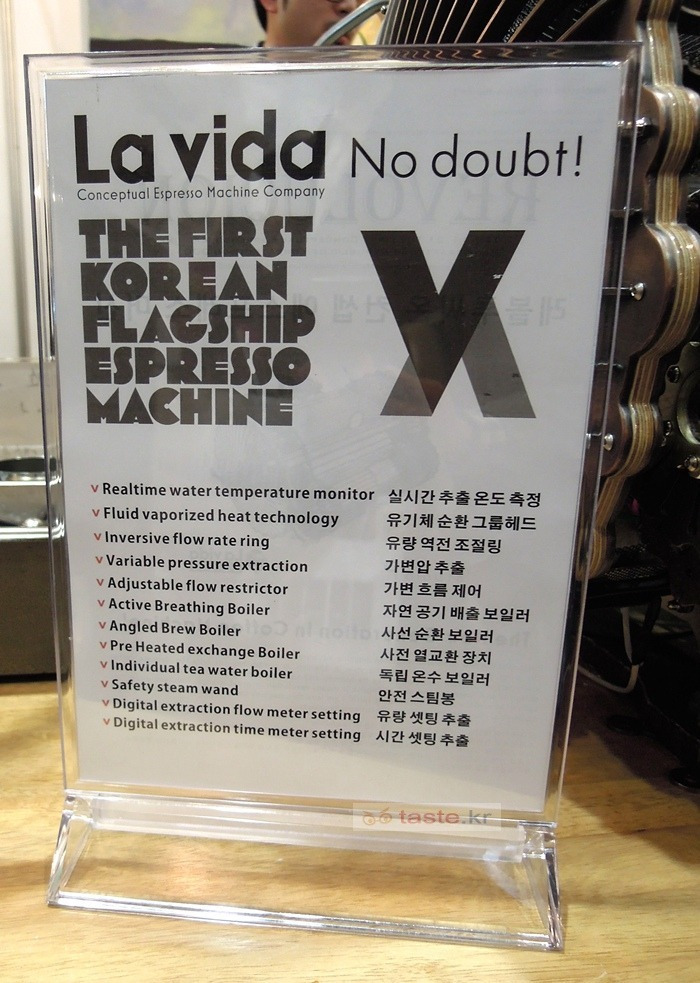 La vida No doubt!
Conceptual Espresso Machine Company
THE FIRST
KOREAN
FLAGSHIP
ESPRESSO
MACHINE
X
v Realtime water temperature monitor 실시간 추출 온도 측정
v Fluid vaporized heat technology 유기체 순환 그룹헤드
v Inversive flow rate ring 유량 역전 조절링
v Variable pressure extraction 가변압 추출
v Adjustable flow restrictor 가변 흐름 제어
v Active Breathing Boiler 자연 공기 배출 보일러
v Angled Brew Boiler 사선 순환 보일러
v Pre Heated exchange Boiler 사전 열교환 장치
v Individual tea water boiler 독립 온수 보일러
v Safety steam wand 안전 스팀봉
v Digital extraction flow meter setting 유량 셋팅 추출
v Digital extraction time meter setting 시간 셋팅 추출
taste.kr